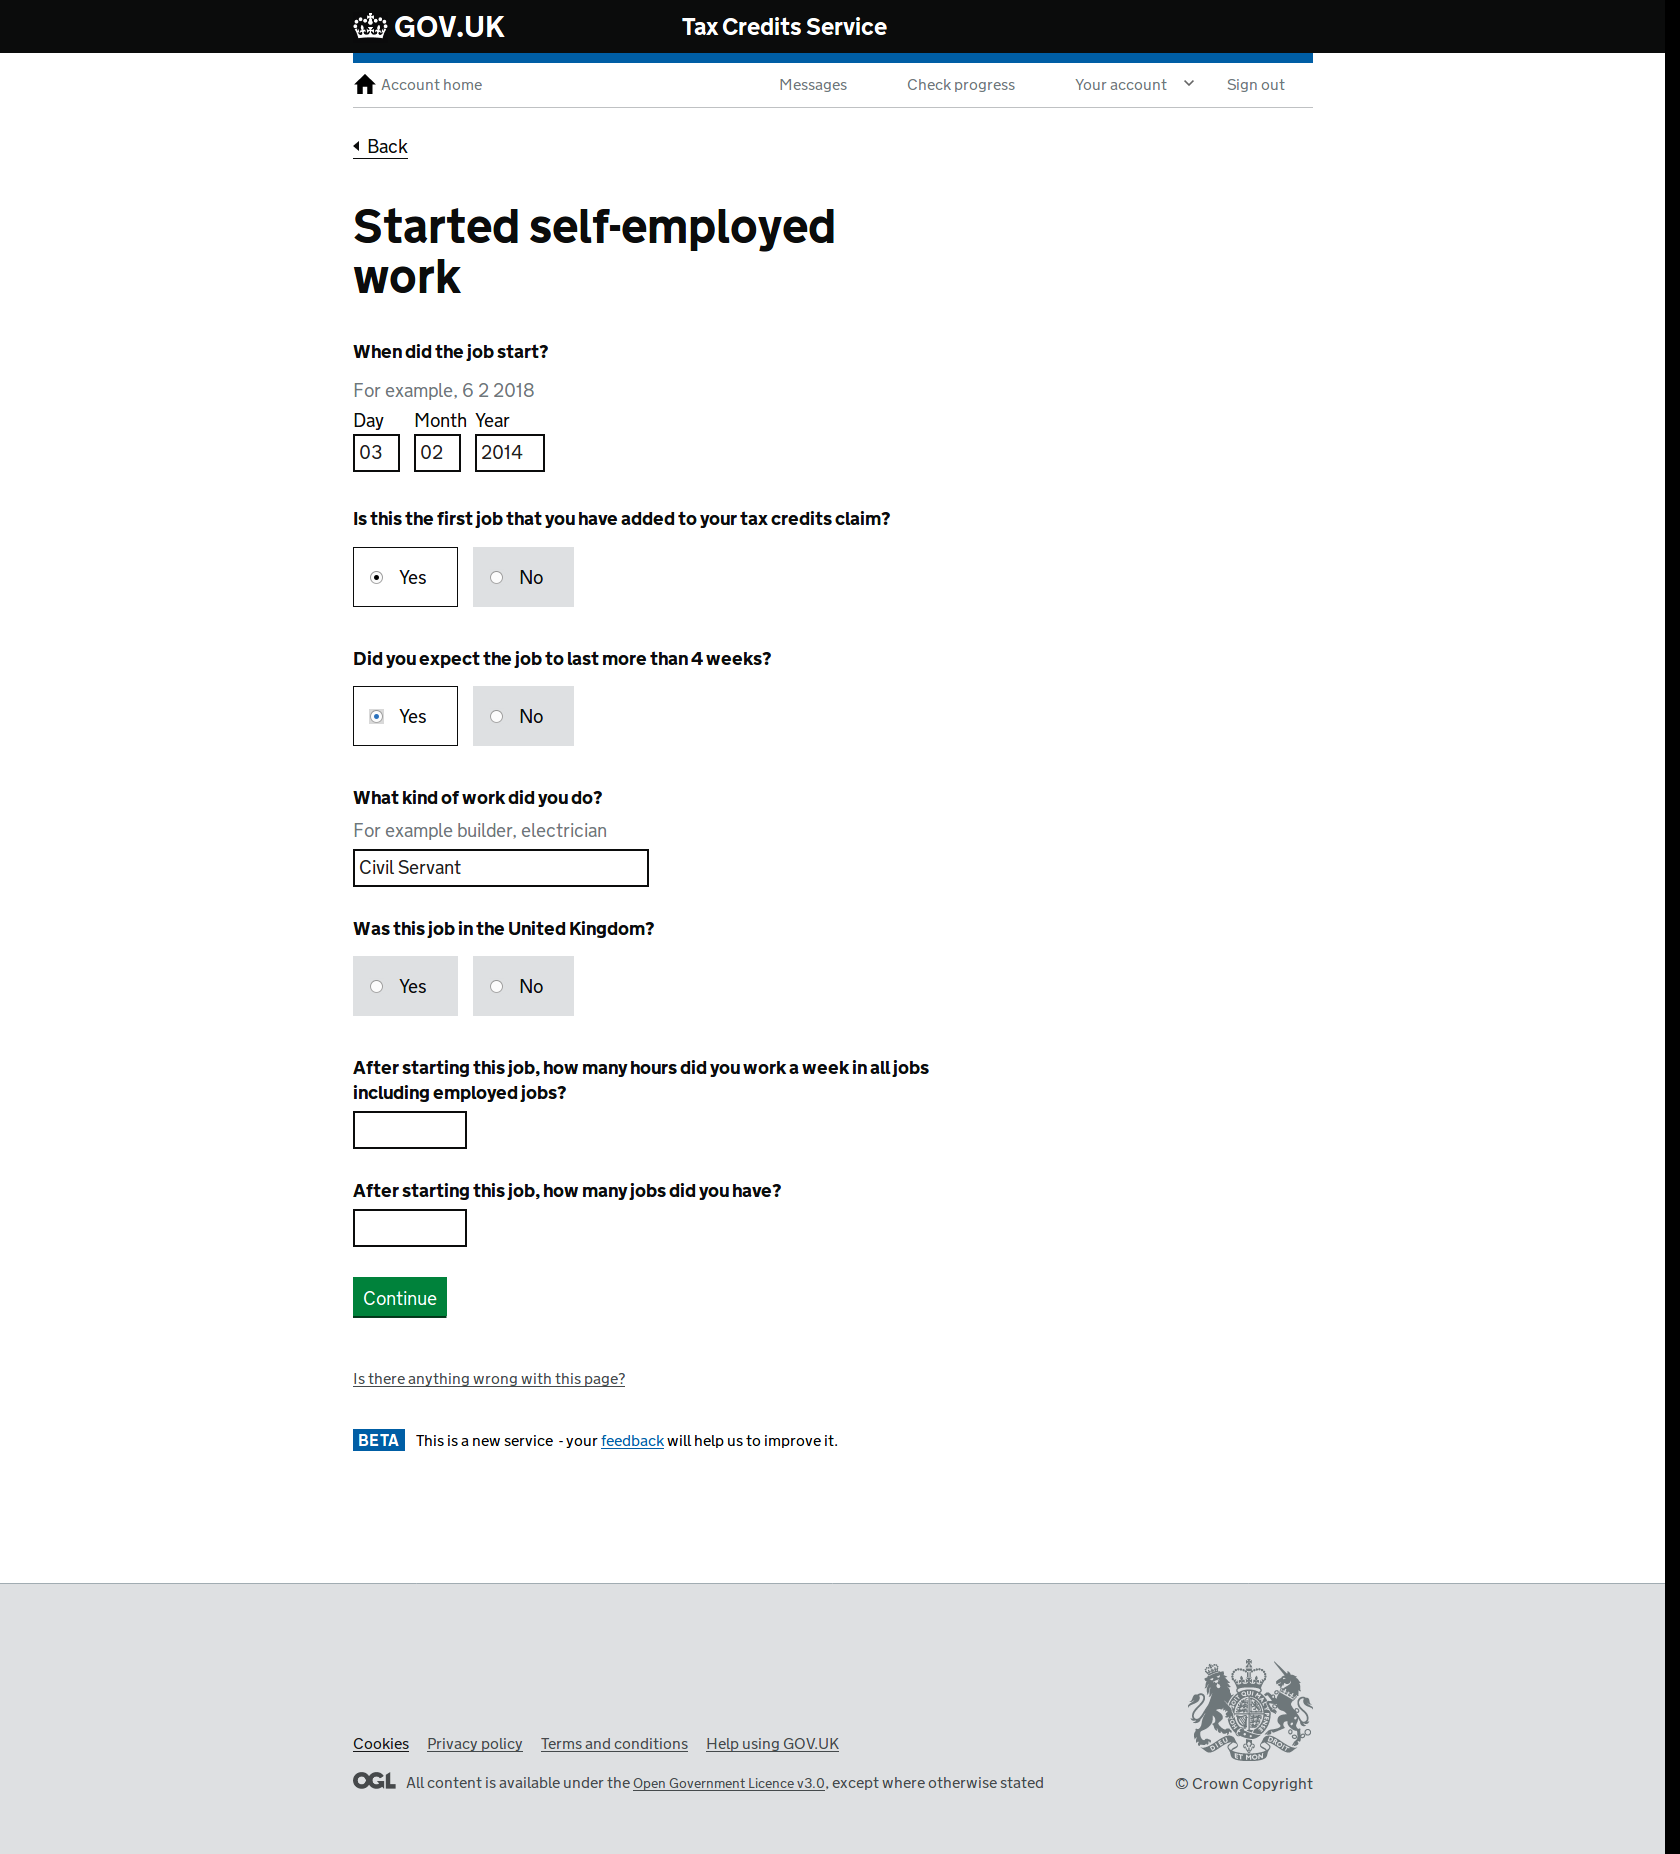 GOV.UK Tax Credits Service
Account home Messages Check progress Your account Sign out
Back
Started self-employed
work
When did the job start?
For example, 6 2 2018
Day Month Year
03 02 2014
Is this the first job that you have added to your tax credits claim?
Yes No
Did you expect the job to last more than 4 weeks?
Yes No
What kind of work did you do?
For example builder, electrician
Civil Servant
Was this job in the United Kingdom?
Yes No
After starting this job, how many hours did you work a week in all jobs
including employed jobs?
After starting this job, how many jobs did you have?
Continue
Is there anything wrong with this page?
BETA This is a new service - your feedback will help us to improve it.
Cookies Privacy policy Terms and conditions Help using GOV.UK
OGL All content is available under the Open Government Licence v3.0, except where otherwise stated
© Crown Copyright